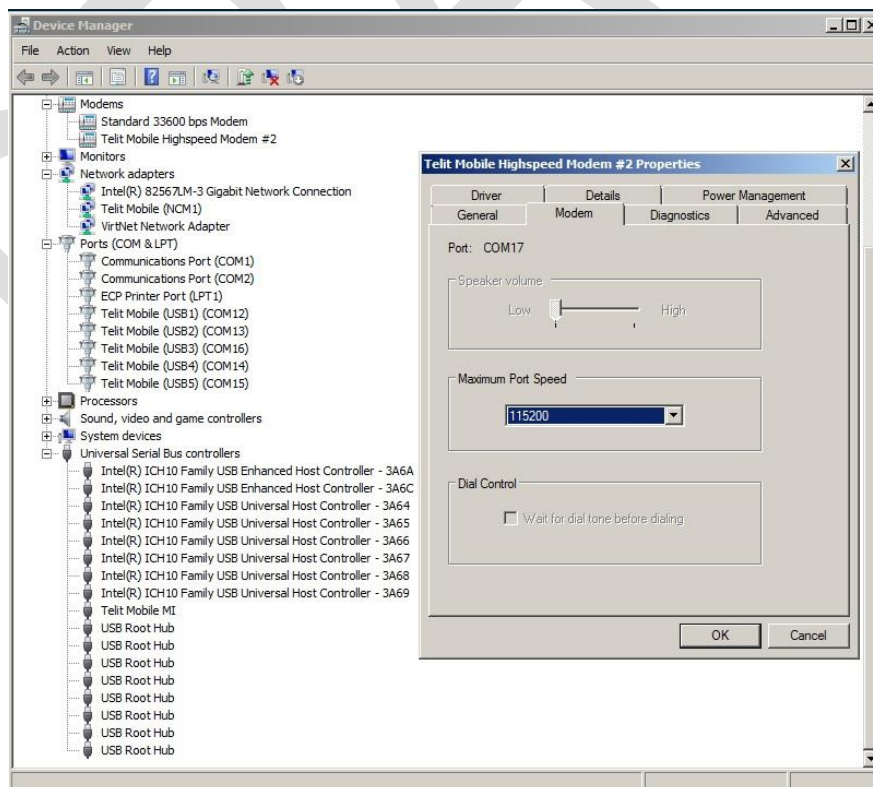 Device Manager
File Action View Help
Modems
Standard 33600 bps Modem
Telit Mobile Highspeed Modem #2
Monitors
Network adapters
Intel(R) 82567LM-3 Gigabit Network Connection
Telit Mobile (NCM1)
VirtNet Network Adapter
Ports (COM & LPT)
Communications Port (COM1)
Communications Port (COM2)
ECP Printer Port (LPT1)
Telit Mobile (USB1) (COM12)
Telit Mobile (USB2) (COM13)
Telit Mobile (USB3) (COM16)
Telit Mobile (USB4) (COM14)
Telit Mobile (USB5) (COM15)
Processors
Sound, video and game controllers
System devices
Universal Serial Bus controllers
Intel(R) ICH10 Family USB Enhanced Host Controller - 3A6A
Intel(R) ICH10 Family USB Enhanced Host Controller - 3A6C
Intel(R) ICH10 Family USB Universal Host Controller - 3A64
Intel(R) ICH10 Family USB Universal Host Controller - 3A65
Intel(R) ICH10 Family USB Universal Host Controller - 3A66
Intel(R) ICH10 Family USB Universal Host Controller - 3A67
Intel(R) ICH10 Family USB Universal Host Controller - 3A68
Intel(R) ICH10 Family USB Universal Host Controller - 3A69
Telit Mobile MI
USB Root Hub
USB Root Hub
USB Root Hub
USB Root Hub
USB Root Hub
USB Root Hub
USB Root Hub
USB Root Hub
Telit Mobile Highspeed Modem #2 Properties
Driver Details Power Management
General Modem Diagnostics Advanced
Port: COM17
Speaker volume
Low High
Maximum Port Speed
115200
Dial Control
Wait for dial tone before dialing
OK Cancel